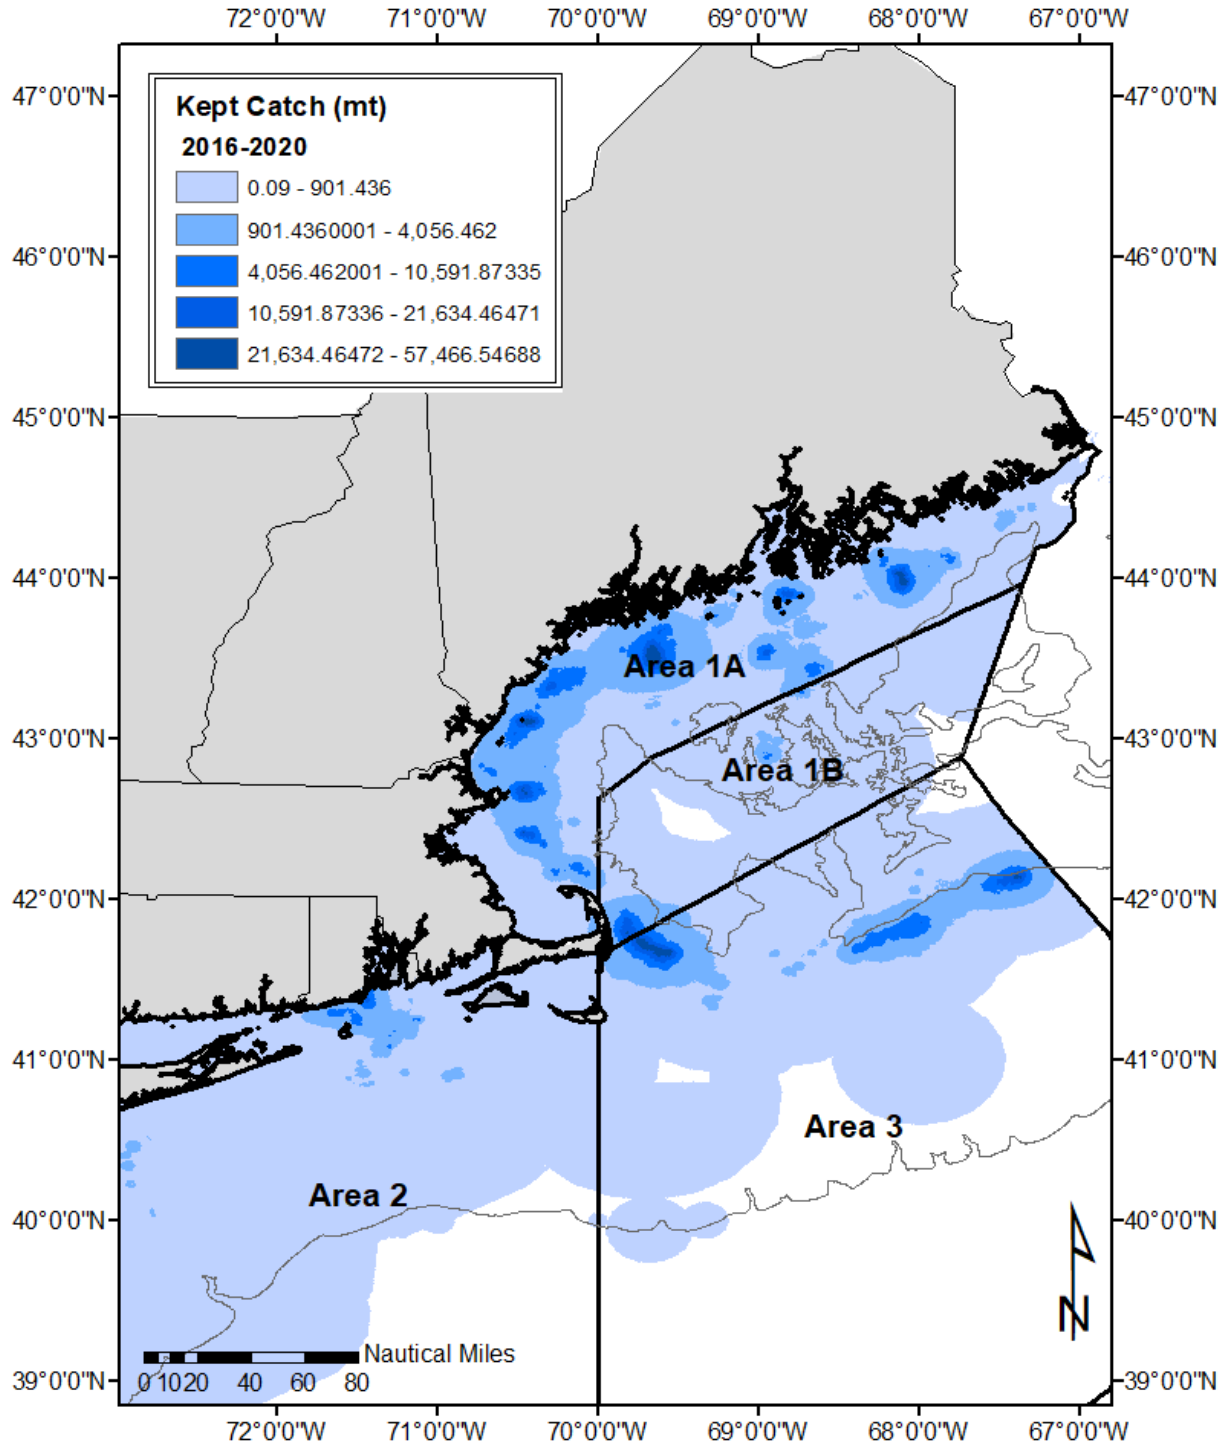 72°0'0"W 71°0'0"W 70°0'0"W 69°0'0"W 68°0'0"W 67°0'0"W
47°0'0"N 47°0'0"N
Kept Catch (mt)
2016-2020
0.09 - 901.436
901.4360001 - 4,056.462
4,056.462001 - 10,591.87335
10,591.87336 - 21,634.46471
21,634.46472 - 57,466.54688
46°0'0"N 46°0'0"N
45°0'0"N 45°0'0"N
44°0'0"N 44°0'0"N
Area 1A
43°0'0"N 43°0'0"N
Area 1B
42°0'0"N 42°0'0"N
41°0'0"N 41°0'0"N
Area 3
Area 2
40°0'0"N 40°0'0"N
N
Nautical Miles
0 10 20 40 60 80
39°0'0"N 39°0'0"N
72°0'0"W 71°0'0"W 70°0'0"W 69°0'0"W 68°0'0"W 67°0'0"W